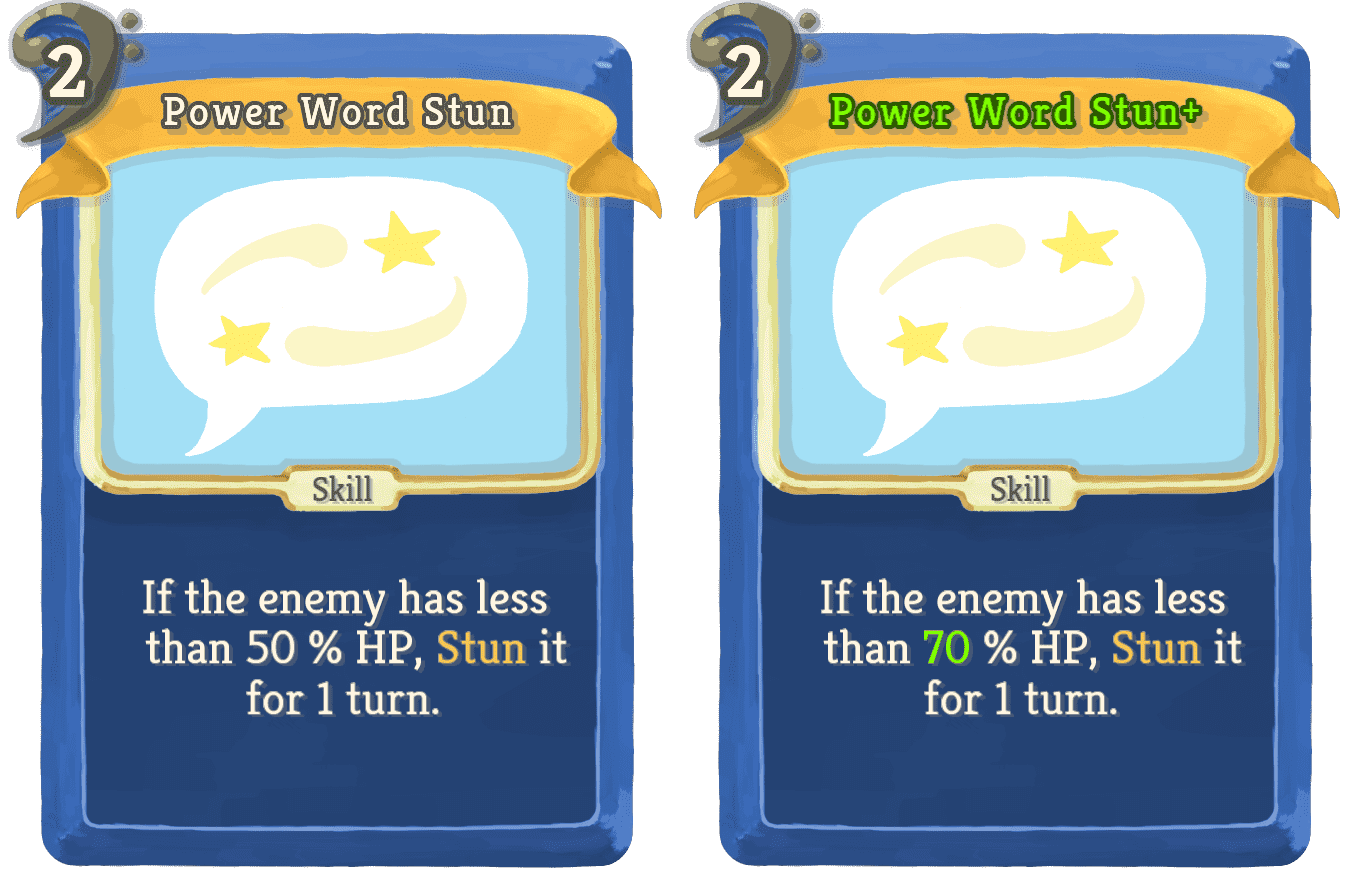 2
Power Word Stun
Skill
If the enemy has less
than 50 % HP, Stun it
for 1 turn.
2
Power Word Stun+
Skill
If the enemy has less
than 70 % HP, Stun it
for 1 turn.